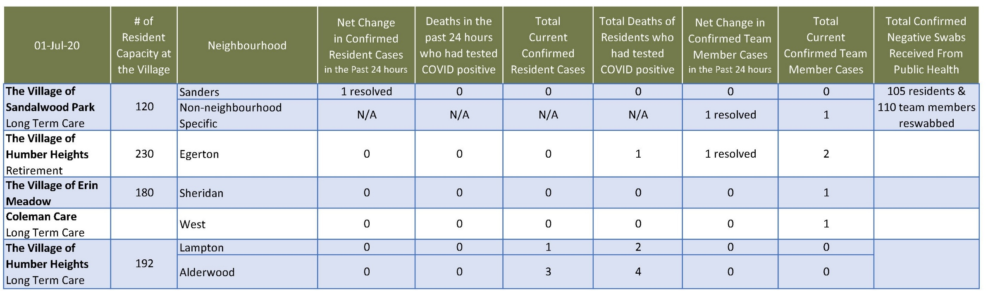 01-Jul-20
# of
Resident
Capacity at
the Village
Neighbourhood
Net Change
in Confirmed
Resident Cases
in the Past 24 hours
Deaths in the
past 24 hours
who had tested
COVID positive
Total
Current
Confirmed
Resident Cases
Total Deaths of
Residents who
had tested
COVID positive
Net Change in
Confirmed Team
Member Cases
in the Past 24 hours
Total
Current
Confirmed Team
Member Cases
Total Confirmed
Negative Swabs
Received From
Public Health
The Village of
Sandalwood Park
Long Term Care
120
Sanders
1 resolved
0
0
0
0
0
105 residents &
110 team members
reswabbed
Non-neighbourhood
Specific
N/A
N/A
N/A
N/A
1 resolved
1
The Village of
Humber Heights
Retirement
230
Egerton
0
0
0
1
1 resolved
2
The Village of Erin
Meadow
180
Sheridan
0
0
0
0
0
1
Coleman Care
Long Term Care
West
0
0
0
0
0
1
The Village of
Humber Heights
Long Term Care
192
Lampton
0
0
1
2
0
0
Alderwood
0
0
3
4
0
0